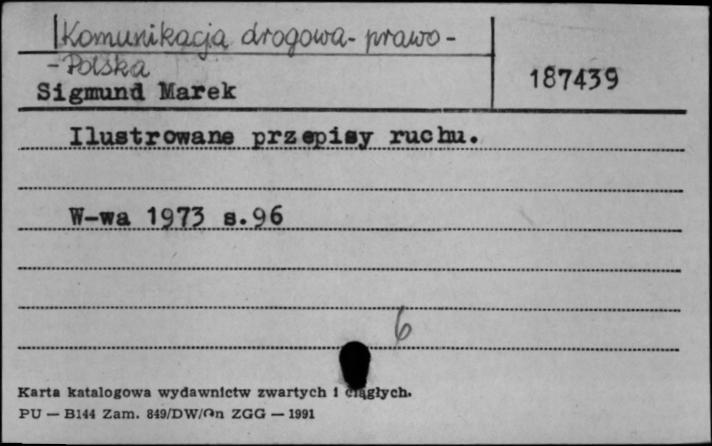 Komunikacja drogowa - prawo -
- Polska
187439
Sigmund Marek
Ilustrowane przepisy ruchu.
W-wa 1973 s.96
6
Karta katalogowa wydawnictw zwartych i ciągłych.
PU — B144 Zam. 849/DW/On ZGG — 1991